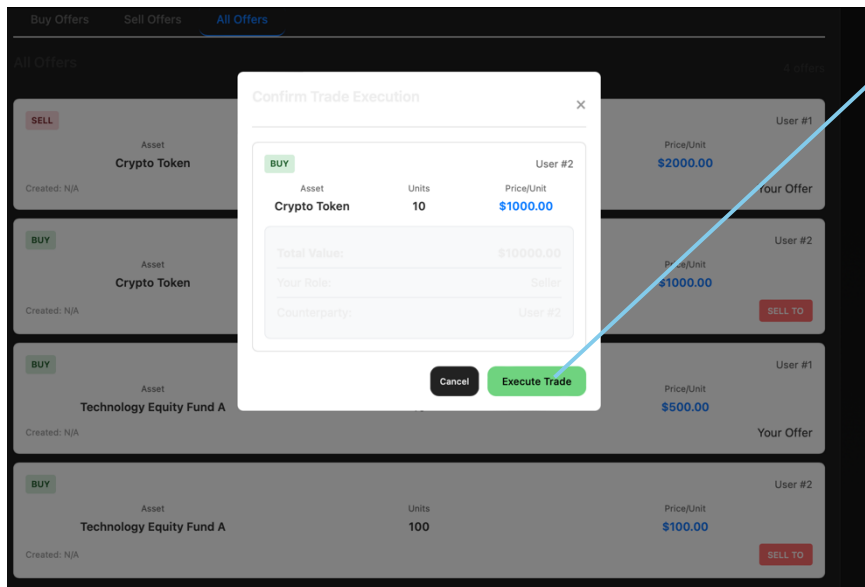 Buy Offers Sell Offers All Offers
All Offers 4 offers
Confirm Trade Execution ×
SELL User #1
Asset Price/Unit
Crypto Token $2000.00
Created: N/A Your Offer
BUY User #2
Asset Units Price/Unit
Crypto Token 10 $1000.00
Total Value: $10000.00
Your Role: Seller
Counterparty: User #2
Cancel Execute Trade
BUY User #2
Asset Price/Unit
Crypto Token $1000.00
Created: N/A SELL TO
BUY User #1
Asset Price/Unit
Technology Equity Fund A $500.00
Created: N/A Your Offer
BUY User #2
Asset Units Price/Unit
Technology Equity Fund A 100 $100.00
Created: N/A SELL TO